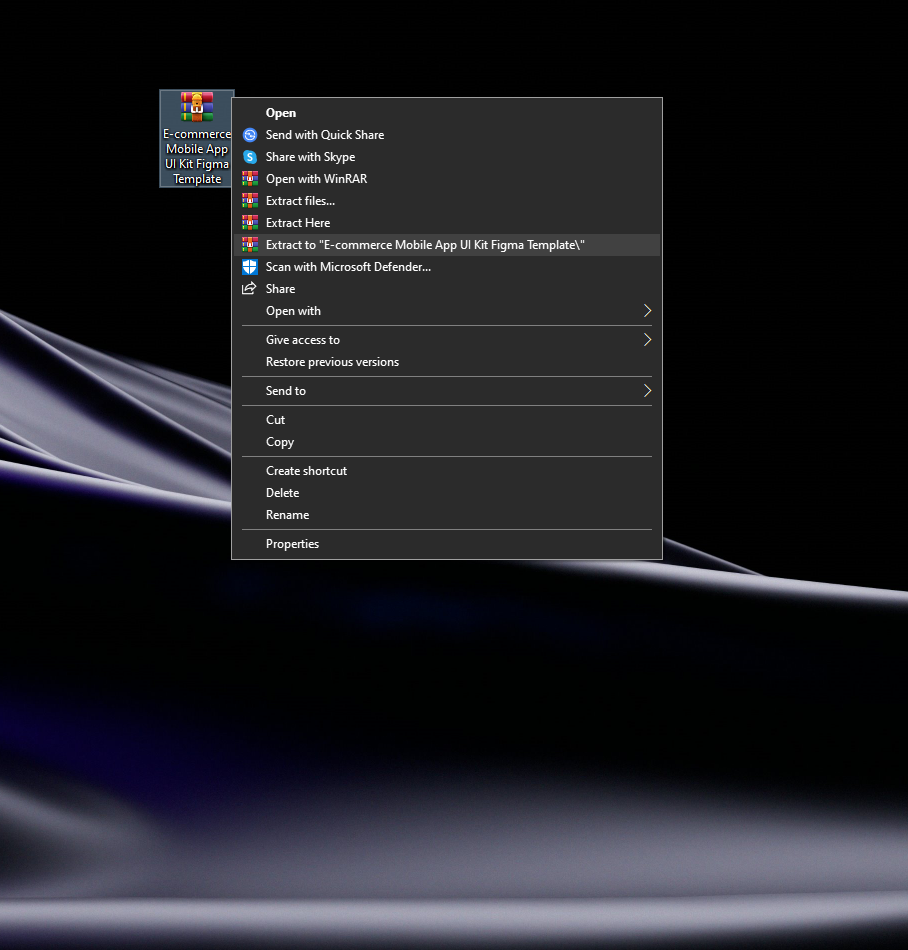 E-commerce
Mobile App
UI Kit Figma
Template
Open
Send with Quick Share
Share with Skype
Open with WinRAR
Extract files...
Extract Here
Extract to "E-commerce Mobile App UI Kit Figma Template\"
Scan with Microsoft Defender...
Share
Open with
Give access to
Restore previous versions
Send to
Cut
Copy
Create shortcut
Delete
Rename
Properties